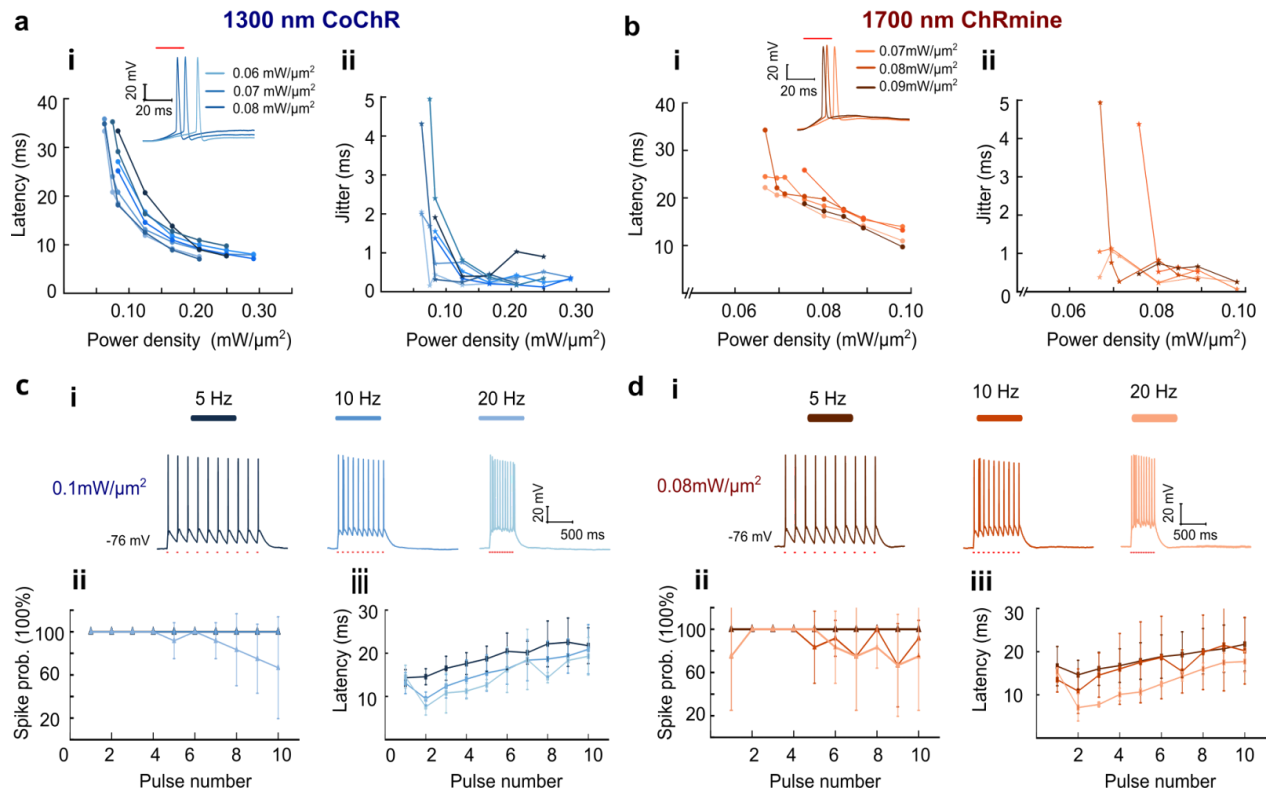 a
1300 nm CoChR
i
20 mV
20 ms
0.06 mW/µm²
0.07 mW/µm²
0.08 mW/µm²
Latency (ms)
40
30
20
10
0
0.10
0.20
0.30
Power density (mW/µm²)
ii
Jitter (ms)
5
4
3
2
1
0
0.10
0.20
0.30
Power density (mW/µm²)
b
1700 nm ChRmine
i
20 mV
20 ms
0.07mW/µm²
0.08mW/µm²
0.09mW/µm²
Latency (ms)
40
30
20
10
0.06
0.08
0.10
Power density (mW/µm²)
ii
Jitter (ms)
5
4
3
2
1
0
0.06
0.08
0.10
Power density (mW/µm²)
c
i
5 Hz
10 Hz
20 Hz
0.1mW/µm²
-76 mV
20 mV
500 ms
ii
Spike prob. (100%)
100
80
60
40
20
0
2
4
6
8
10
Pulse number
iii
Latency (ms)
30
20
10
0
2
4
6
8
10
Pulse number
d
i
5 Hz
10 Hz
20 Hz
0.08mW/µm²
-76 mV
20 mV
500 ms
ii
Spike prob. (100%)
100
80
60
40
20
0
2
4
6
8
10
Pulse number
iii
Latency (ms)
30
20
10
2
4
6
8
10
Pulse number